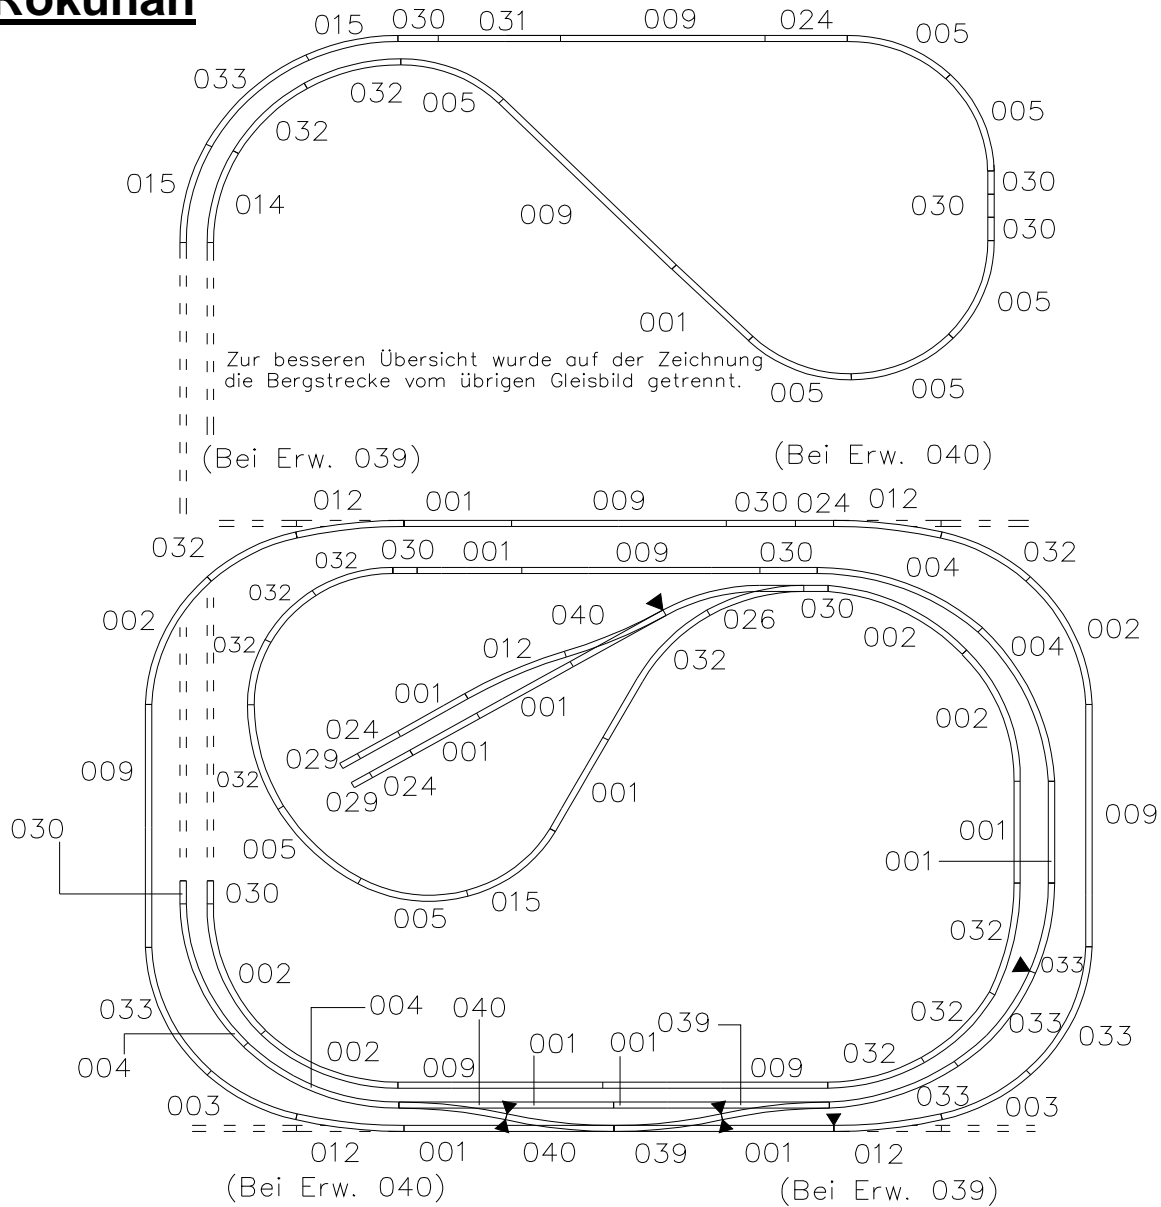 Rokuhan
015 030 031 009 024 005
033
032 005
032
005
015
014
030
009 030
030
005
001
Zur besseren Übersicht wurde auf der Zeichnung
die Bergstrecke vom übrigen Gleisbild getrennt.
005 005
(Bei Erw. 039) (Bei Erw. 040)
012 001 009 030 024 012
032 032 030 001 009 030 004 032
032
002 040 026 030 002 004 002
032 012 032
001 001 002
024
029 001
009 032 024 001 009
029
030 001
005 001
030 015
005 032
002 033
033 004 040 039 032 033 033
004 002 001 001 032
009 009
003 033 003
012 001 040 039 001 012
(Bei Erw. 040) (Bei Erw. 039)